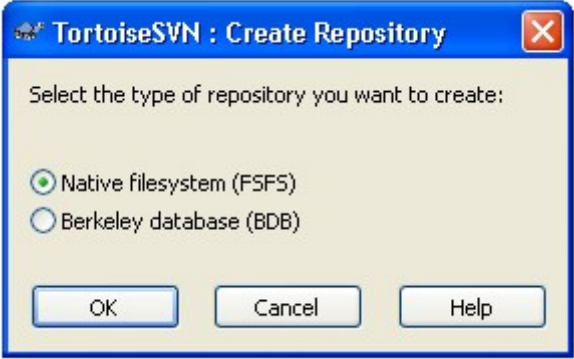 TortoiseSVN : Create Repository
Select the type of repository you want to create:
Native filesystem (FSFS)
Berkeley database (BDB)
OK Cancel Help